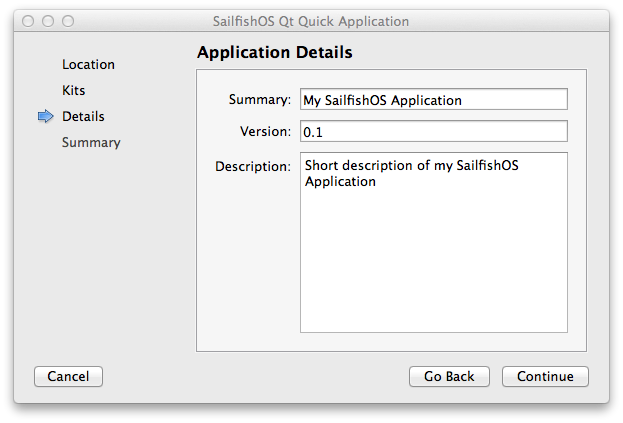 SailfishOS Qt Quick Application
Location
Kits
Details
Summary
Application Details
Summary: My SailfishOS Application
Version: 0.1
Description: Short description of my SailfishOS
Application
Cancel
Go Back
Continue